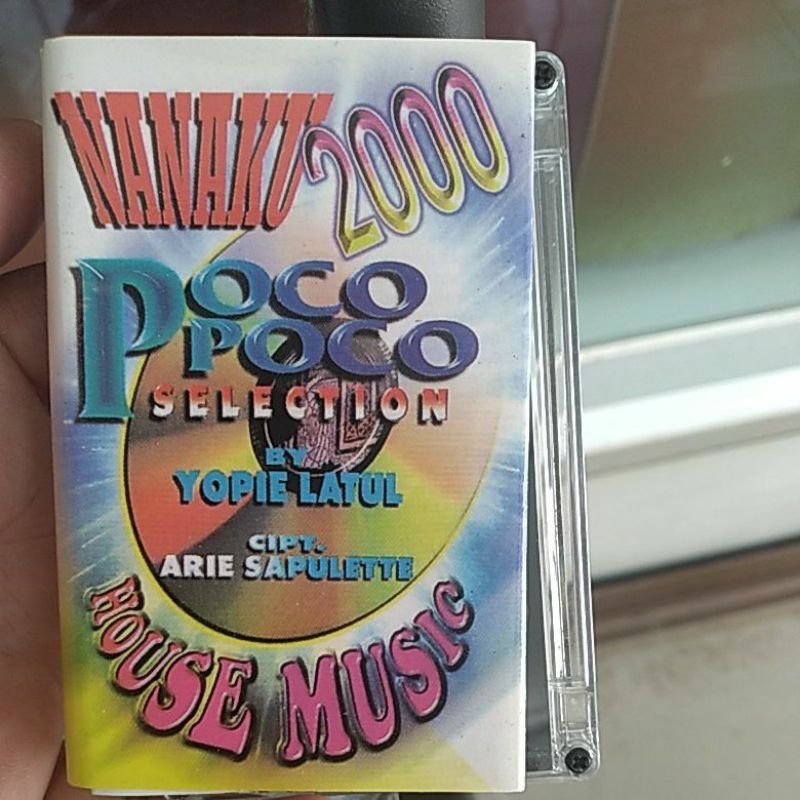 NANAKU 2000
POCO
POCO
SELECTION
BY
YOPIE LATUL
CIPT.
ARIE SAPULETTE
HOUSE MUSIC